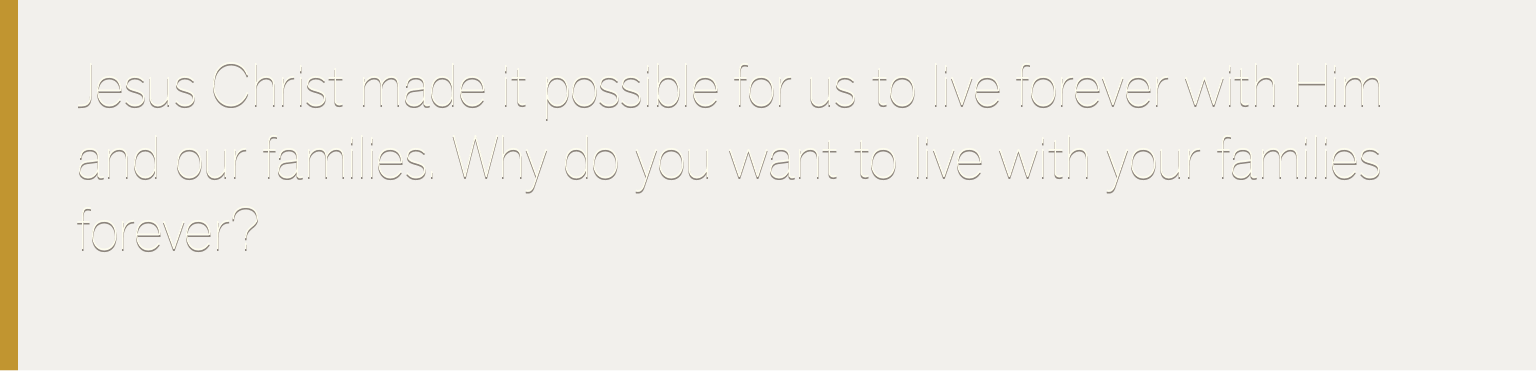 Jesus Christ made it possible for us to live forever with Him
and our families. Why do you want to live with your families
forever?